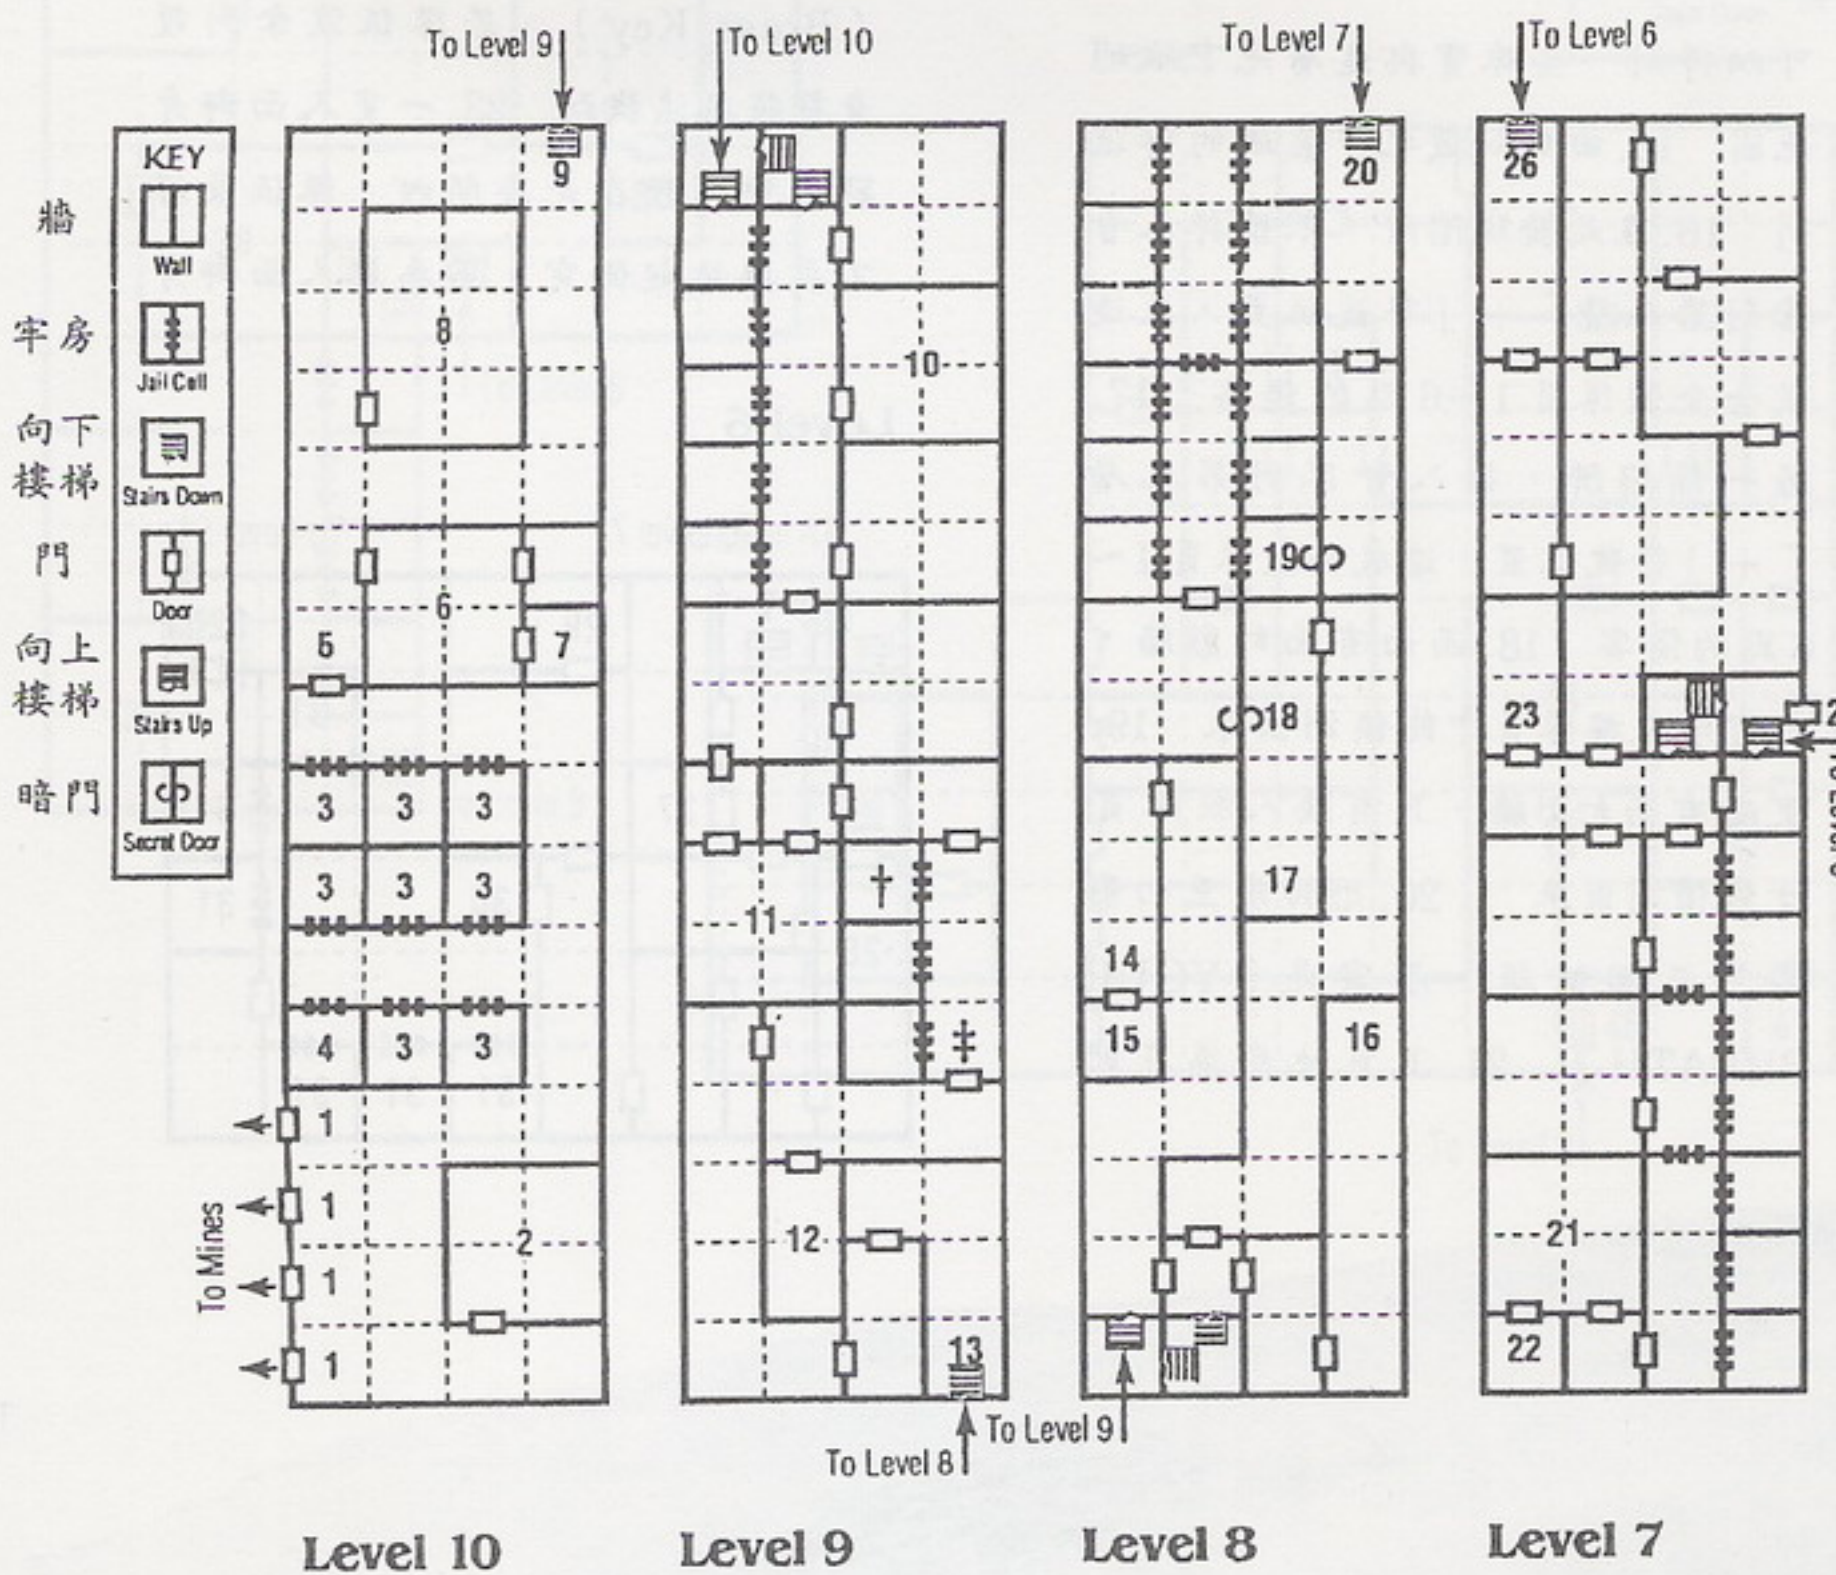 To Level 9
To Level 10
To Level 7
To Level 6
KEY
牆
Wall
牢房
Jail Cell
向下
樓梯
Stairs Down
門
Door
向上
樓梯
Stairs Up
暗門
Secret Door
9
8
6
5
7
3 3 3
3 3 3
4 3 3
1
1
2
1
1
To Mines
10
11
†
‡
12
13
To Level 8
20
19
18
17
14
15
16
To Level 9
26
23
2
21
22
Level 10
Level 9
Level 8
Level 7